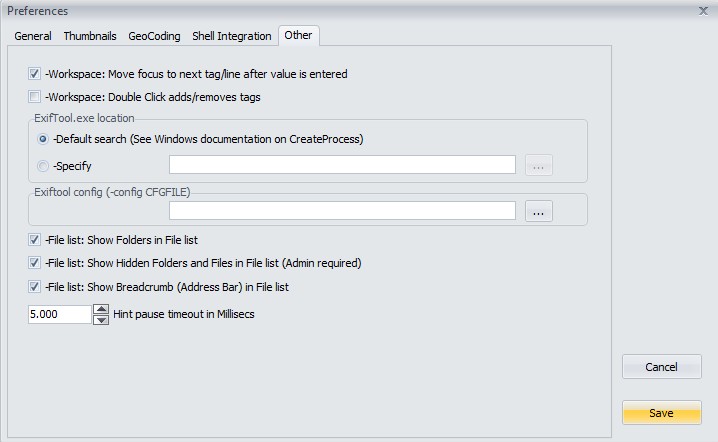 Preferences
General Thumbnails GeoCoding Shell Integration Other
-Workspace: Move focus to next tag/line after value is entered
-Workspace: Double Click adds/removes tags
ExifTool.exe location
-Default search (See Windows documentation on CreateProcess)
-Specify ...
Exiftool config (-config CFGFILE)
...
-File list: Show Folders in File list
-File list: Show Hidden Folders and Files in File list (Admin required)
-File list: Show Breadcrumb (Address Bar) in File list
5.000 Hint pause timeout in Millisecs
Cancel
Save